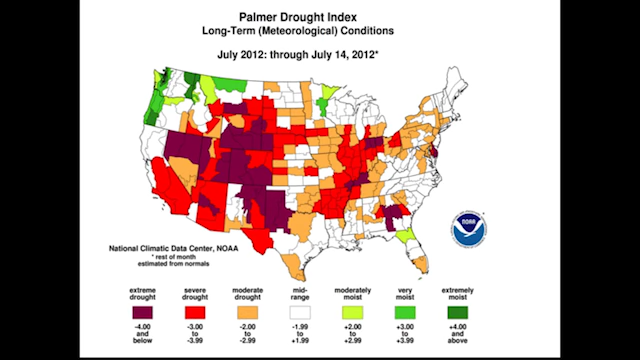 Palmer Drought Index
Long-Term (Meteorological) Conditions
July 2012: through July 14, 2012*
National Climatic Data Center, NOAA
* rest of month
estimated from normals
NOAA
extreme drought
severe drought
moderate drought
mid-range
moderately moist
very moist
extremely moist
-4.00 and below
-3.00 to -3.99
-2.00 to -2.99
-1.99 to +1.99
+2.00 to +2.99
+3.00 to +3.99
+4.00 and above